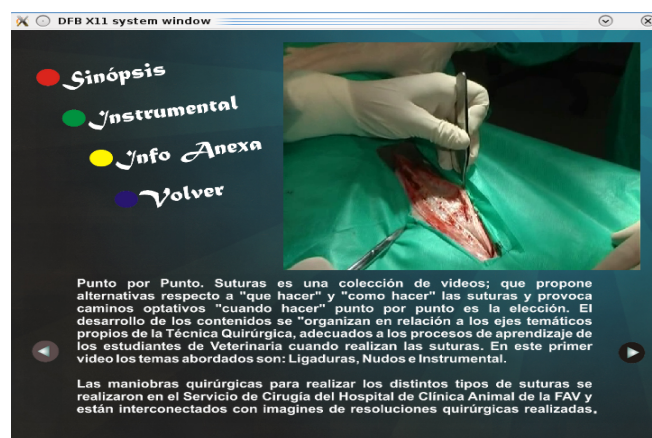 DFB X11 system window
Sinópsis
Instrumental
Info Anexa
Volver
Punto por Punto. Suturas es una colección de videos; que propone
alternativas respecto a "que hacer" y "como hacer" las suturas y provoca
caminos optativos "cuando hacer" punto por punto es la elección. El
desarrollo de los contenidos se "organizan en relación a los ejes temáticos
propios de la Técnica Quirúrgica, adecuados a los procesos de aprendizaje de
los estudiantes de Veterinaria cuando realizan las suturas. En este primer
video los temas abordados son: Ligaduras, Nudos e Instrumental.
Las maniobras quirúrgicas para realizar los distintos tipos de suturas se
realizaron en el Servicio de Cirugía del Hospital de Clínica Animal de la FAV y
están interconectados con imagines de resoluciones quirúrgicas realizadas.